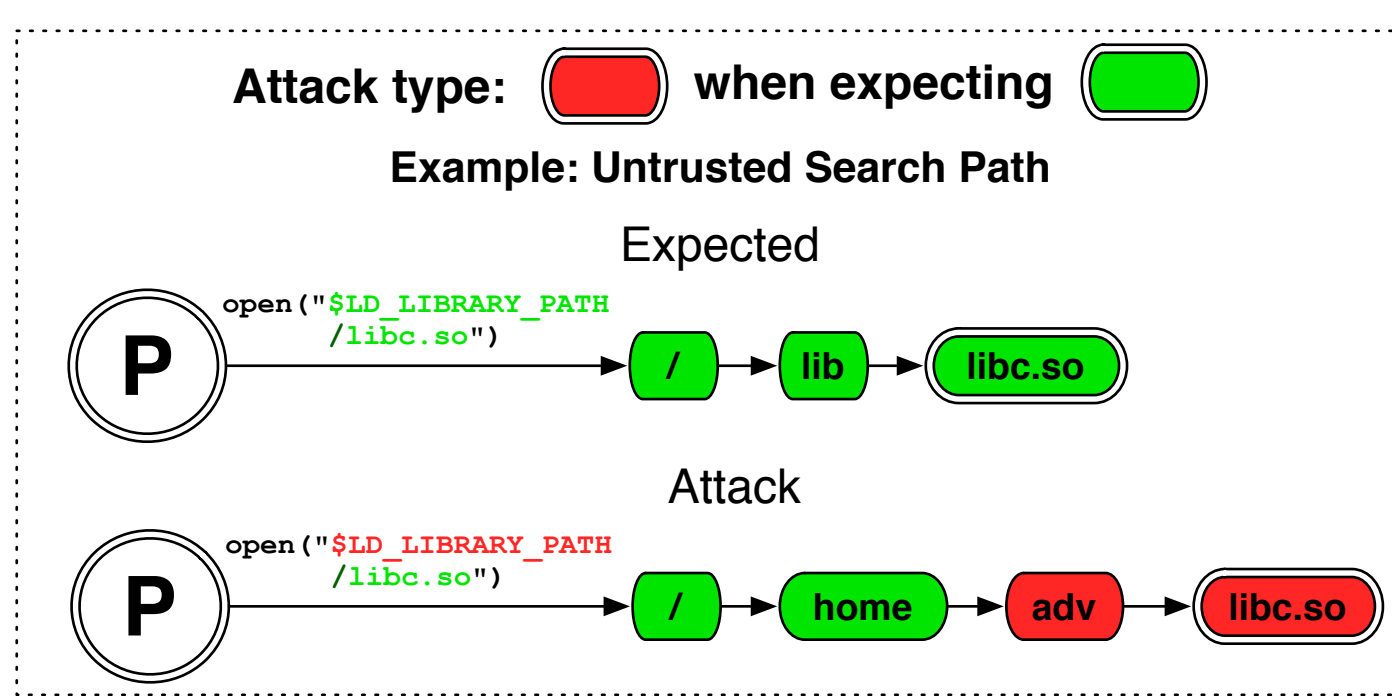 Attack type: when expecting
Example: Untrusted Search Path
Expected
open("$LD_LIBRARY_PATH
/libc.so")
P / lib libc.so
Attack
open("$LD_LIBRARY_PATH
/libc.so")
P / home adv libc.so